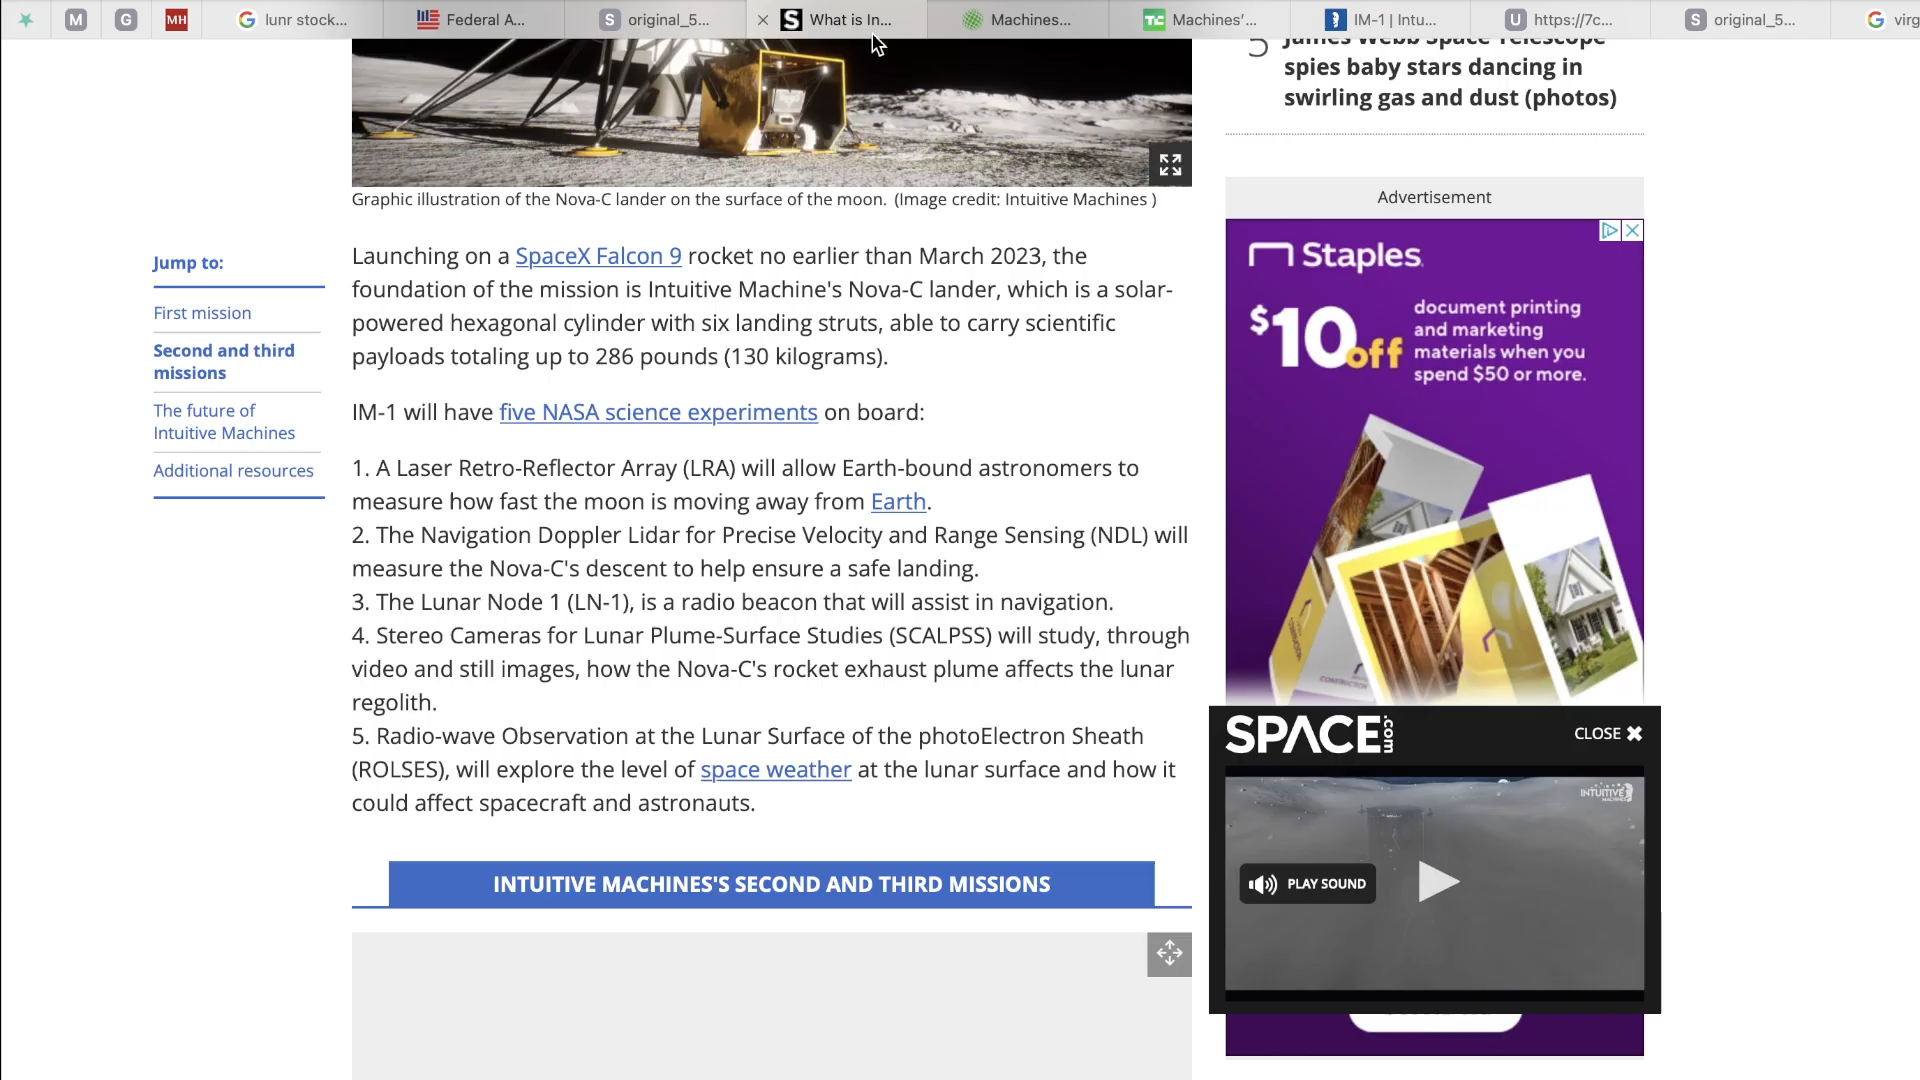 M
G
MH
lunr stock...
Federal A...
S
original_5...
What is In...
Machines...
TC
Machines'...
IM-1 | Intu...
U
https://7c...
S
original_5...
virg
5
James Webb Space Telescope
spies baby stars dancing in
swirling gas and dust (photos)
Graphic illustration of the Nova-C lander on the surface of the moon. (Image credit: Intuitive Machines )
Jump to:
First mission
Second and third
missions
The future of
Intuitive Machines
Additional resources
Launching on a SpaceX Falcon 9 rocket no earlier than March 2023, the
foundation of the mission is Intuitive Machine's Nova-C lander, which is a solar-
powered hexagonal cylinder with six landing struts, able to carry scientific
payloads totaling up to 286 pounds (130 kilograms).
IM-1 will have five NASA science experiments on board:
1. A Laser Retro-Reflector Array (LRA) will allow Earth-bound astronomers to
measure how fast the moon is moving away from Earth.
2. The Navigation Doppler Lidar for Precise Velocity and Range Sensing (NDL) will
measure the Nova-C's descent to help ensure a safe landing.
3. The Lunar Node 1 (LN-1), is a radio beacon that will assist in navigation.
4. Stereo Cameras for Lunar Plume-Surface Studies (SCALPSS) will study, through
video and still images, how the Nova-C's rocket exhaust plume affects the lunar
regolith.
5. Radio-wave Observation at the Lunar Surface of the photoElectron Sheath
(ROLSES), will explore the level of space weather at the lunar surface and how it
could affect spacecraft and astronauts.
INTUITIVE MACHINES'S SECOND AND THIRD MISSIONS
Advertisement
Staples
$10 off
document printing
and marketing
materials when you
spend $50 or more.
SPACE.com
CLOSE
INTUITIVE
MACHINES
PLAY SOUND